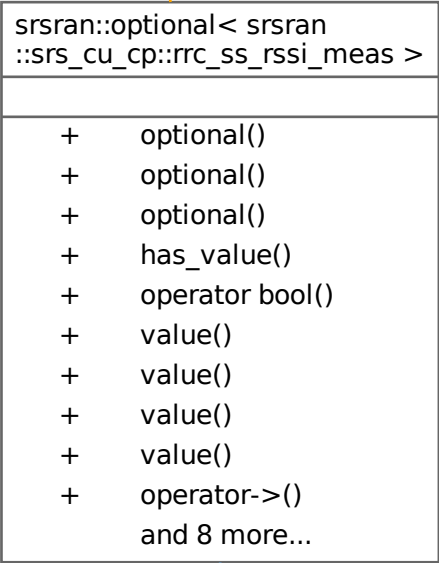 srsran::optional< srsran
::srs_cu_cp::rrc_ss_rssi_meas >
+ optional()
+ optional()
+ optional()
+ has_value()
+ operator bool()
+ value()
+ value()
+ value()
+ value()
+ operator->()
and 8 more...